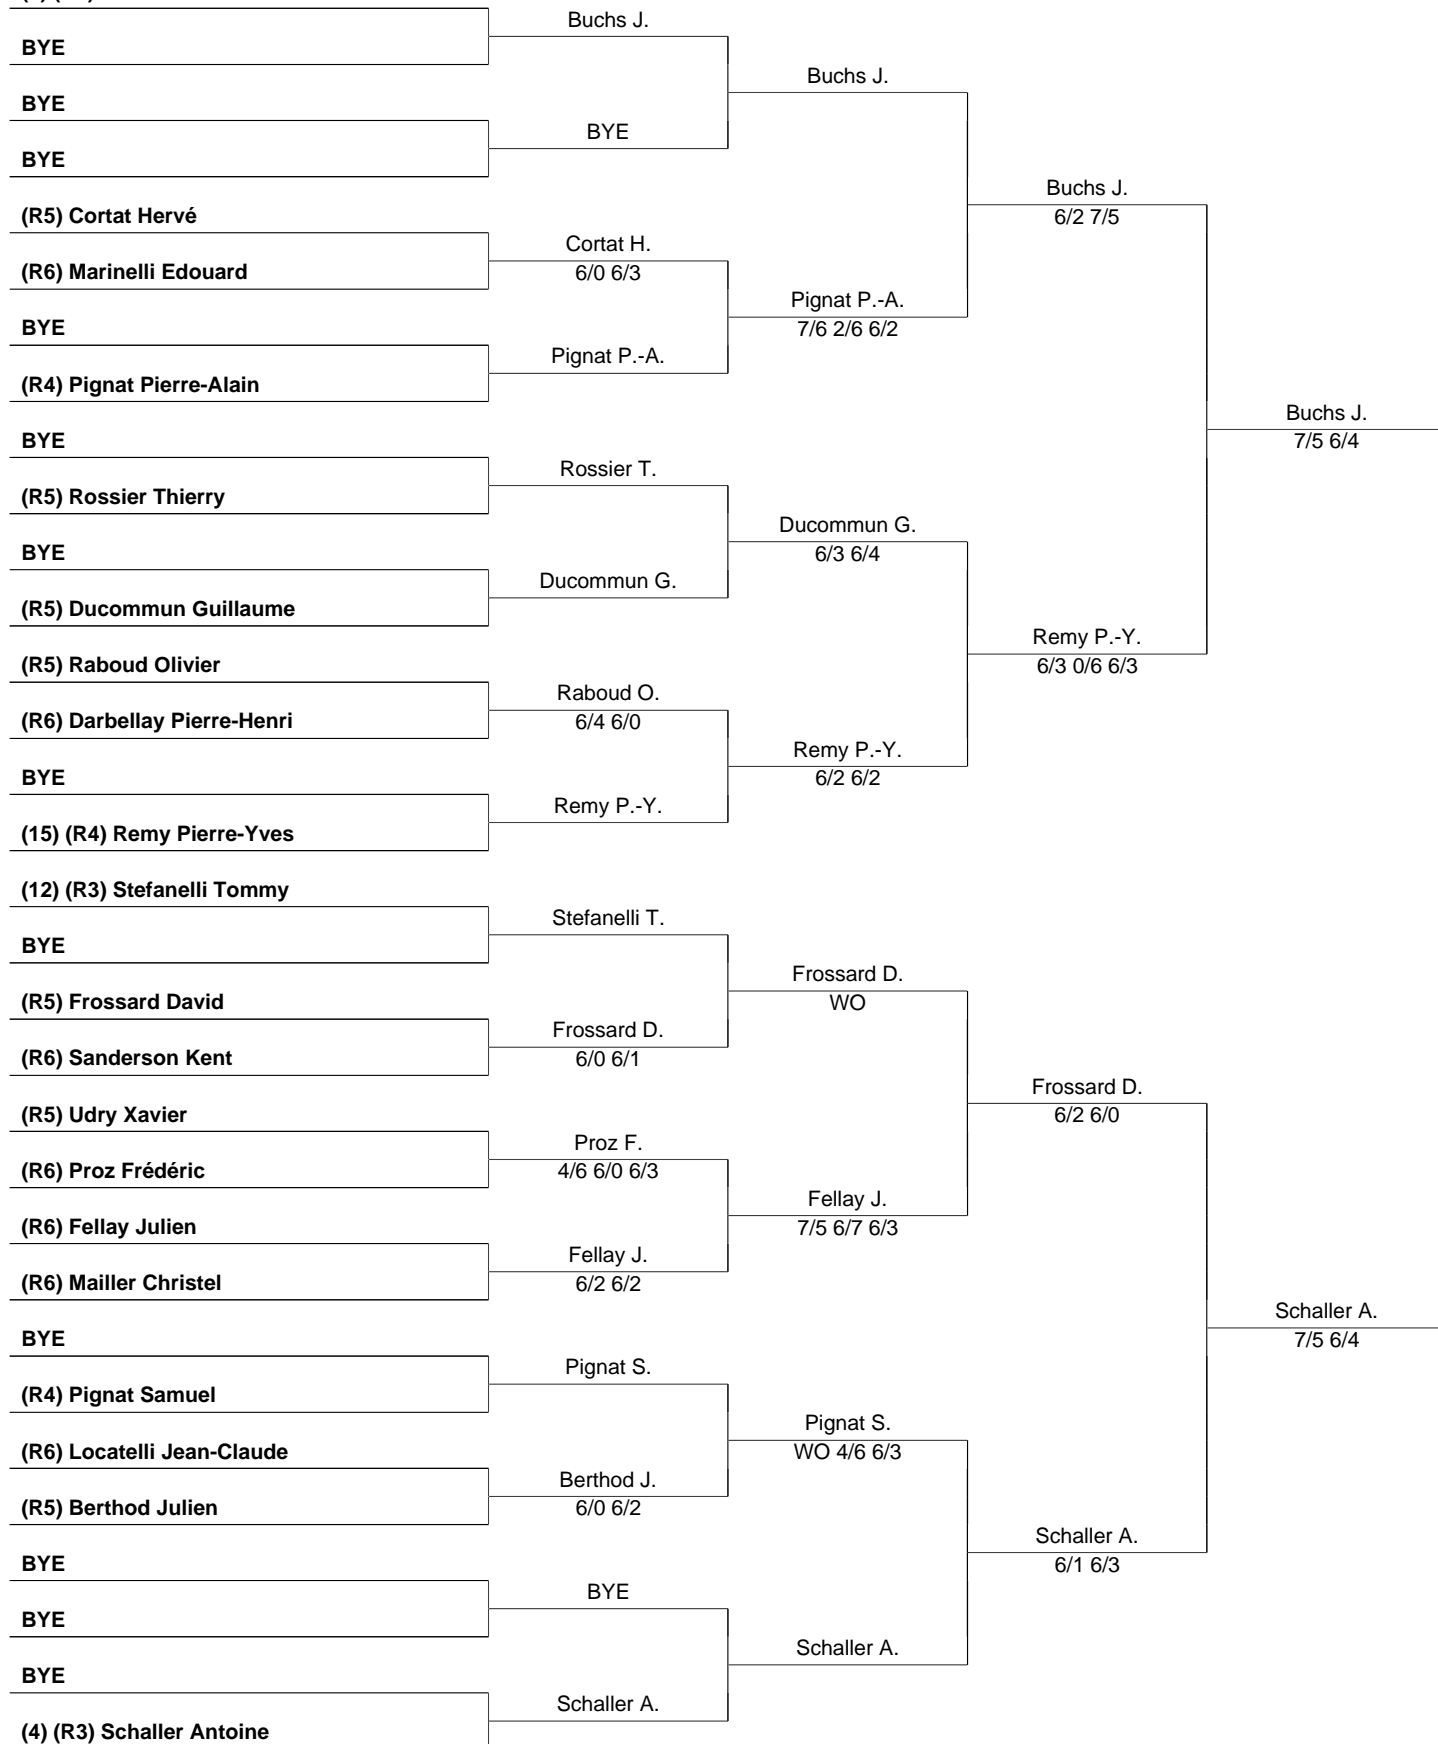 Buchs J.
BYE
Buchs J.
BYE
BYE
BYE
Buchs J.
(R5) Cortat Hervé
6/2 7/5
Cortat H.
(R6) Marinelli Edouard
6/0 6/3
Pignat P.-A.
BYE
7/6 2/6 6/2
Pignat P.-A.
(R4) Pignat Pierre-Alain
Buchs J.
BYE
7/5 6/4
Rossier T.
(R5) Rossier Thierry
Ducommun G.
BYE
6/3 6/4
Ducommun G.
(R5) Ducommun Guillaume
Remy P.-Y.
(R5) Raboud Olivier
6/3 0/6 6/3
Raboud O.
(R6) Darbellay Pierre-Henri
6/4 6/0
Remy P.-Y.
BYE
6/2 6/2
Remy P.-Y.
(15) (R4) Remy Pierre-Yves
(12) (R3) Stefanelli Tommy
Stefanelli T.
BYE
Frossard D.
(R5) Frossard David
WO
Frossard D.
(R6) Sanderson Kent
6/0 6/1
Frossard D.
(R5) Udry Xavier
6/2 6/0
Proz F.
(R6) Proz Frédéric
4/6 6/0 6/3
Fellay J.
(R6) Fellay Julien
7/5 6/7 6/3
Fellay J.
(R6) Mailler Christel
6/2 6/2
Schaller A.
BYE
7/5 6/4
Pignat S.
(R4) Pignat Samuel
Pignat S.
(R6) Locatelli Jean-Claude
WO 4/6 6/3
Berthod J.
(R5) Berthod Julien
6/0 6/2
Schaller A.
BYE
6/1 6/3
BYE
BYE
Schaller A.
BYE
Schaller A.
(4) (R3) Schaller Antoine